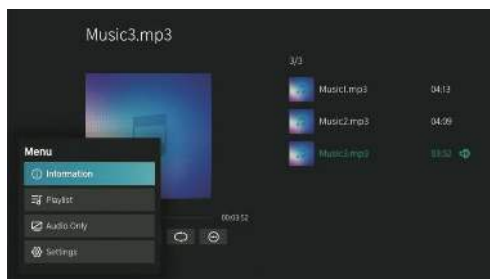 Music3.mp3
3/3
Music1.mp3 04:13
Music2.mp3 04:09
Music3.mp3 03:52
Menu
Information
Playlist
00:03:52
Audio Only
Settings